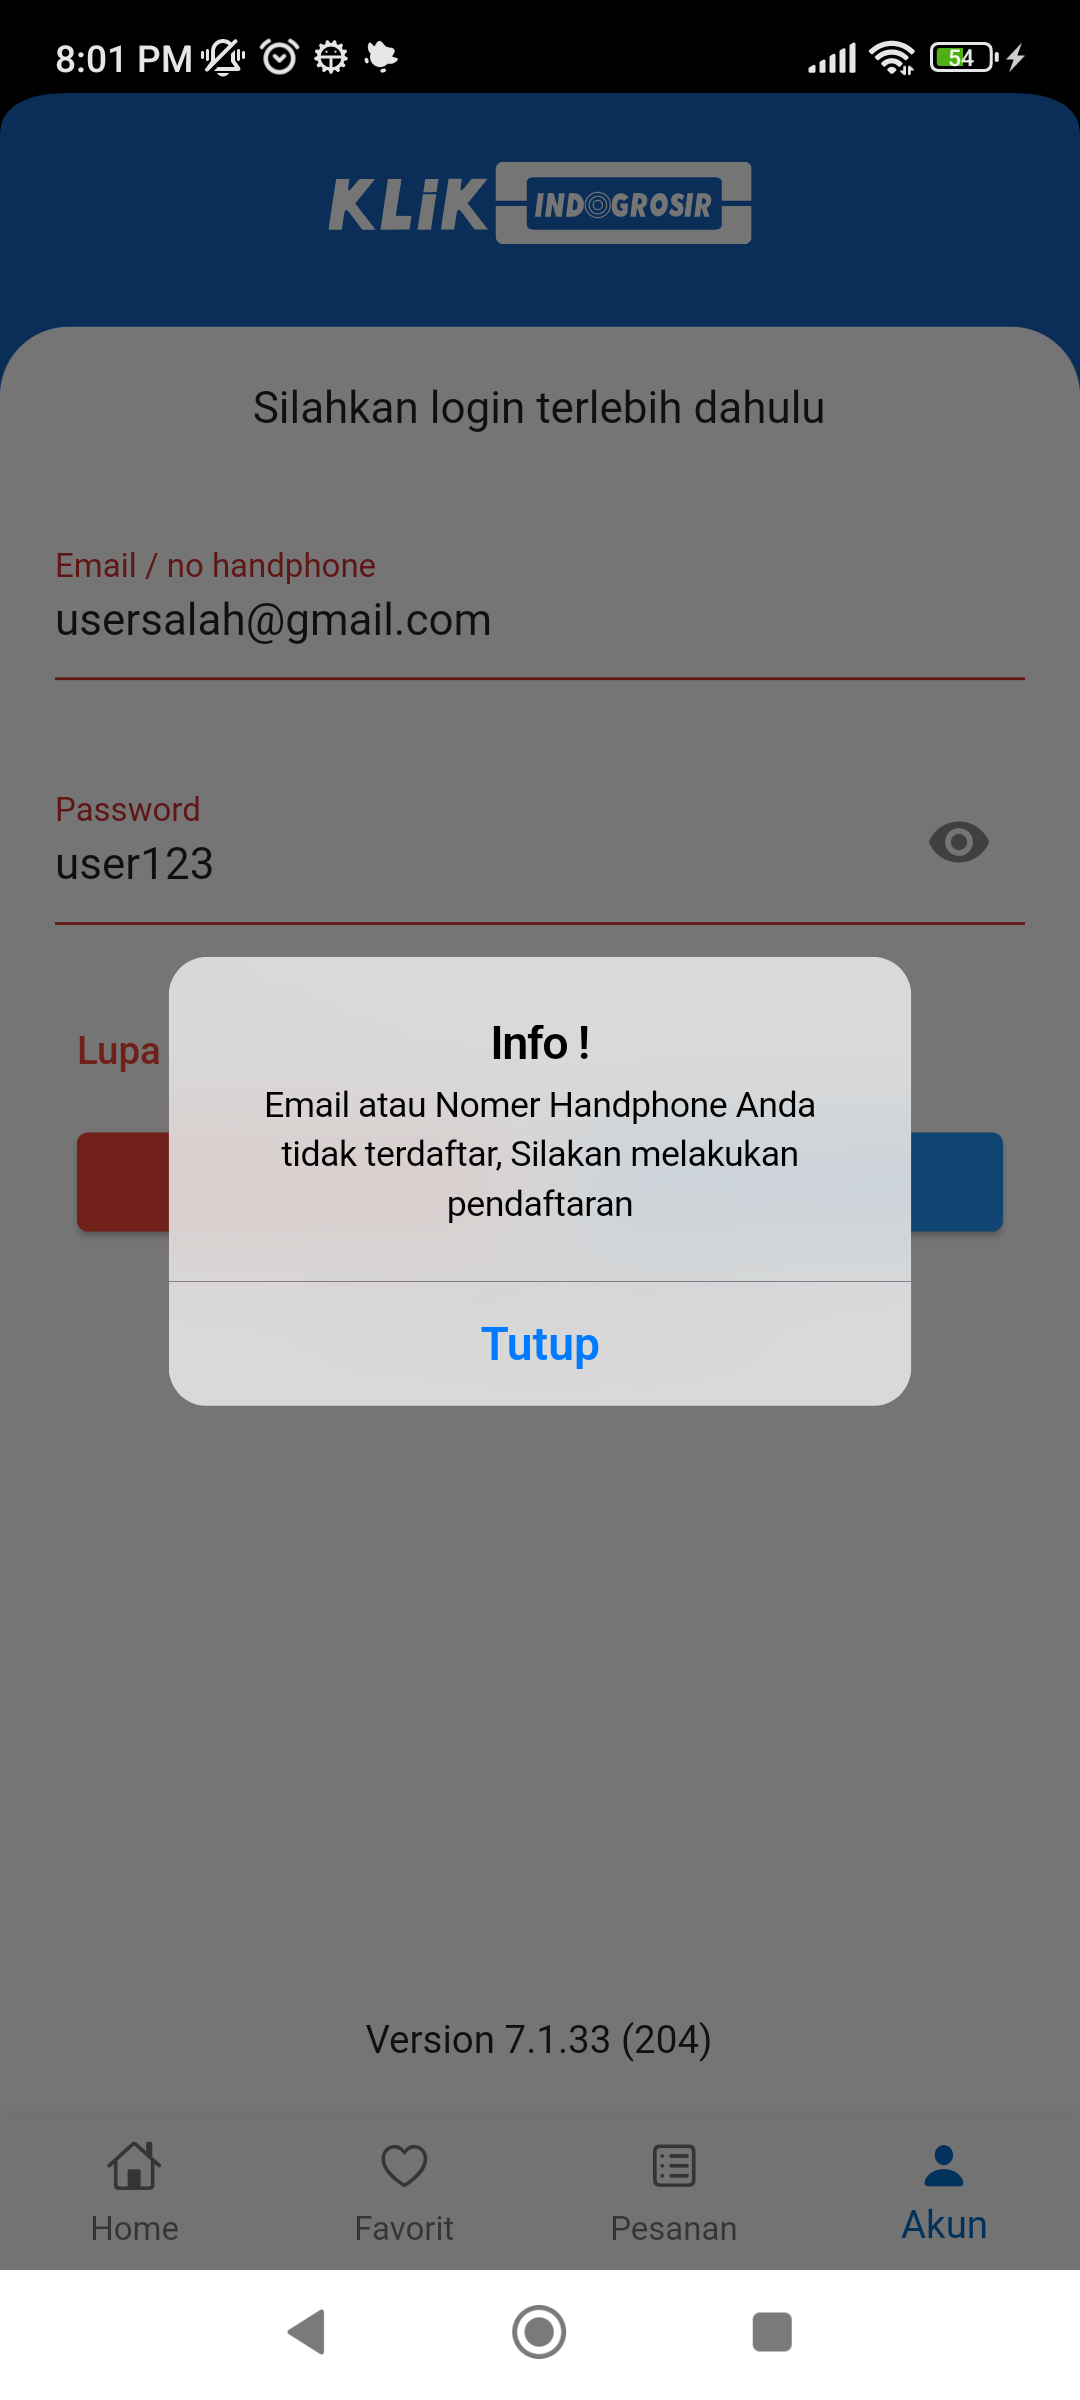 8:01 PM
54
KLiK INDOGROSIR
Silahkan login terlebih dahulu
Email / no handphone
usersalah@gmail.com
Password
user123
Lupa
Info !
Email atau Nomer Handphone Anda
tidak terdaftar, Silakan melakukan
pendaftaran
Tutup
Version 7.1.33 (204)
Home
Favorit
Pesanan
Akun